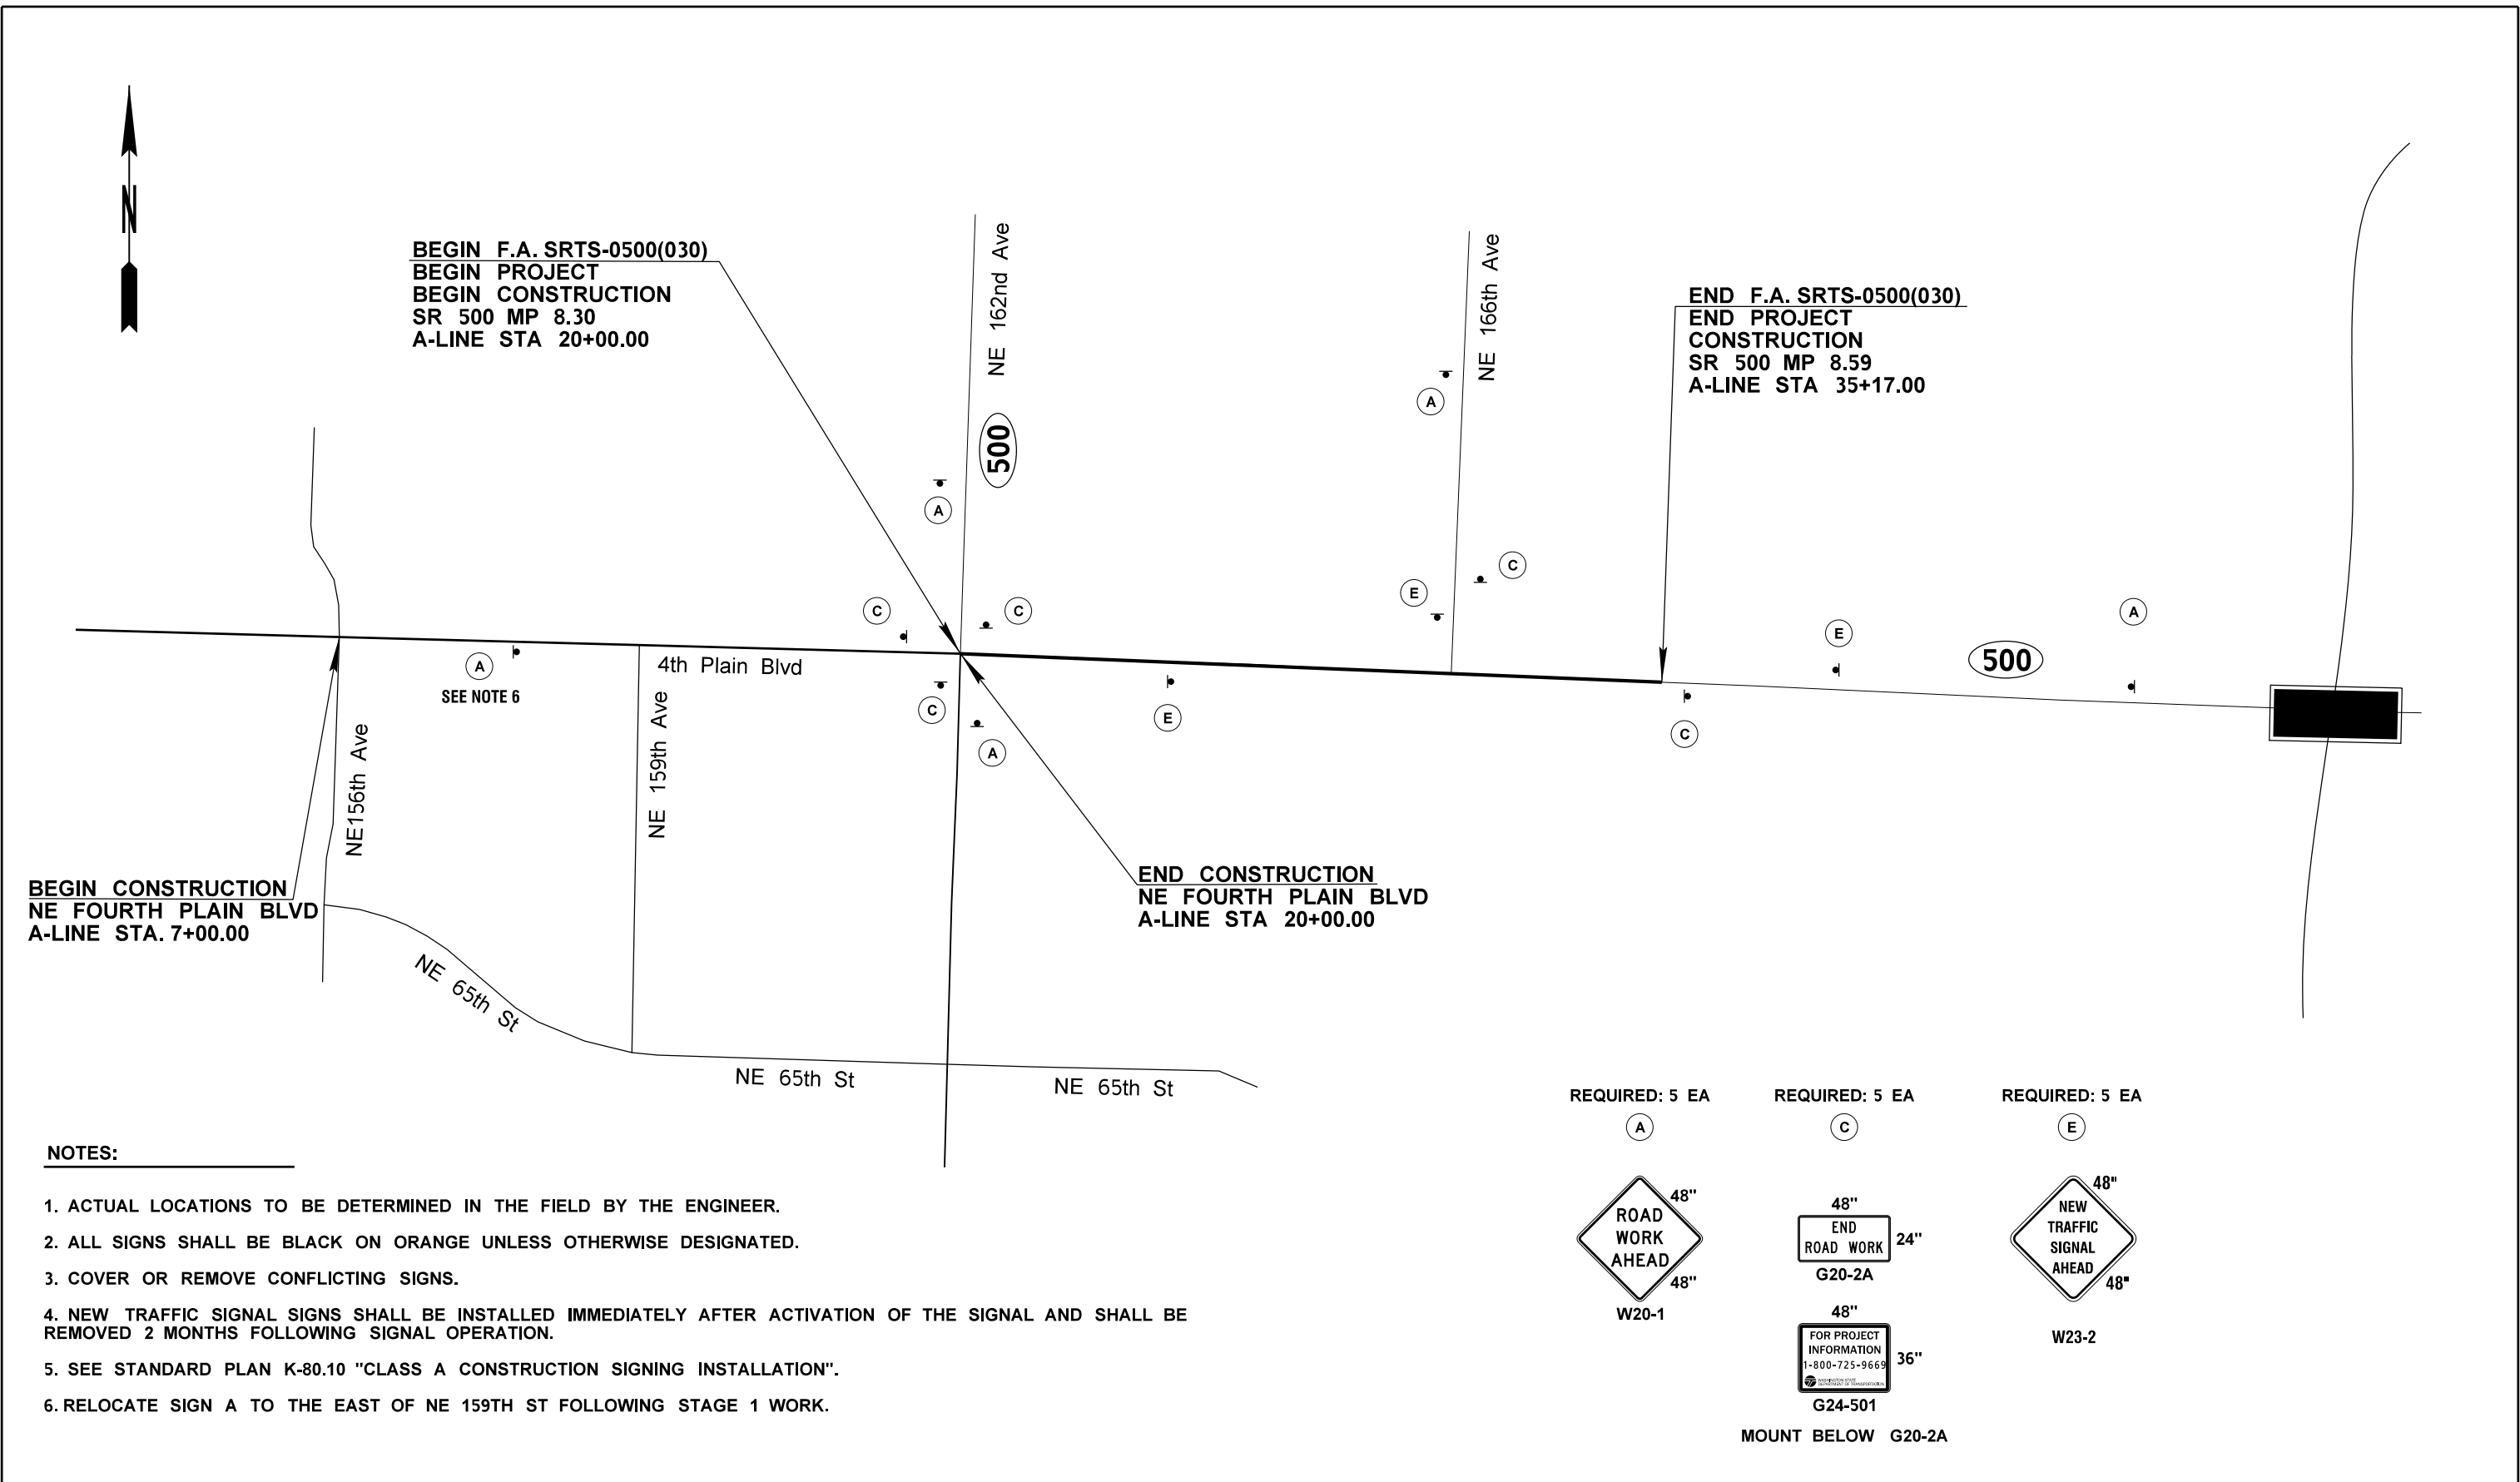 N
BEGIN F.A. SRTS-0500(030)
BEGIN PROJECT
BEGIN CONSTRUCTION
SR 500 MP 8.30
A-LINE STA 20+00.00
NE 162nd Ave
500
NE 166th Ave
END F.A. SRTS-0500(030)
END PROJECT
CONSTRUCTION
SR 500 MP 8.59
A-LINE STA 35+17.00
A
A
C
E
C
C
E
A
500
A
SEE NOTE 6
4th Plain Blvd
C
A
E
C
NE156th Ave
NE 159th Ave
BEGIN CONSTRUCTION
NE FOURTH PLAIN BLVD
A-LINE STA. 7+00.00
END CONSTRUCTION
NE FOURTH PLAIN BLVD
A-LINE STA 20+00.00
NE 65th St
NE 65th St
NE 65th St
NOTES:
1. ACTUAL LOCATIONS TO BE DETERMINED IN THE FIELD BY THE ENGINEER.
2. ALL SIGNS SHALL BE BLACK ON ORANGE UNLESS OTHERWISE DESIGNATED.
3. COVER OR REMOVE CONFLICTING SIGNS.
4. NEW TRAFFIC SIGNAL SIGNS SHALL BE INSTALLED IMMEDIATELY AFTER ACTIVATION OF THE SIGNAL AND SHALL BE
REMOVED 2 MONTHS FOLLOWING SIGNAL OPERATION.
5. SEE STANDARD PLAN K-80.10 "CLASS A CONSTRUCTION SIGNING INSTALLATION".
6. RELOCATE SIGN A TO THE EAST OF NE 159TH ST FOLLOWING STAGE 1 WORK.
REQUIRED: 5 EA
A
48"
ROAD
WORK
AHEAD
48"
W20-1
REQUIRED: 5 EA
C
48"
END
ROAD WORK
24"
G20-2A
48"
FOR PROJECT
INFORMATION
1-800-725-9669
36"
WASHINGTON STATE
DEPARTMENT OF TRANSPORTATION
G24-501
MOUNT BELOW G20-2A
REQUIRED: 5 EA
E
48"
NEW
TRAFFIC
SIGNAL
AHEAD
48"
W23-2